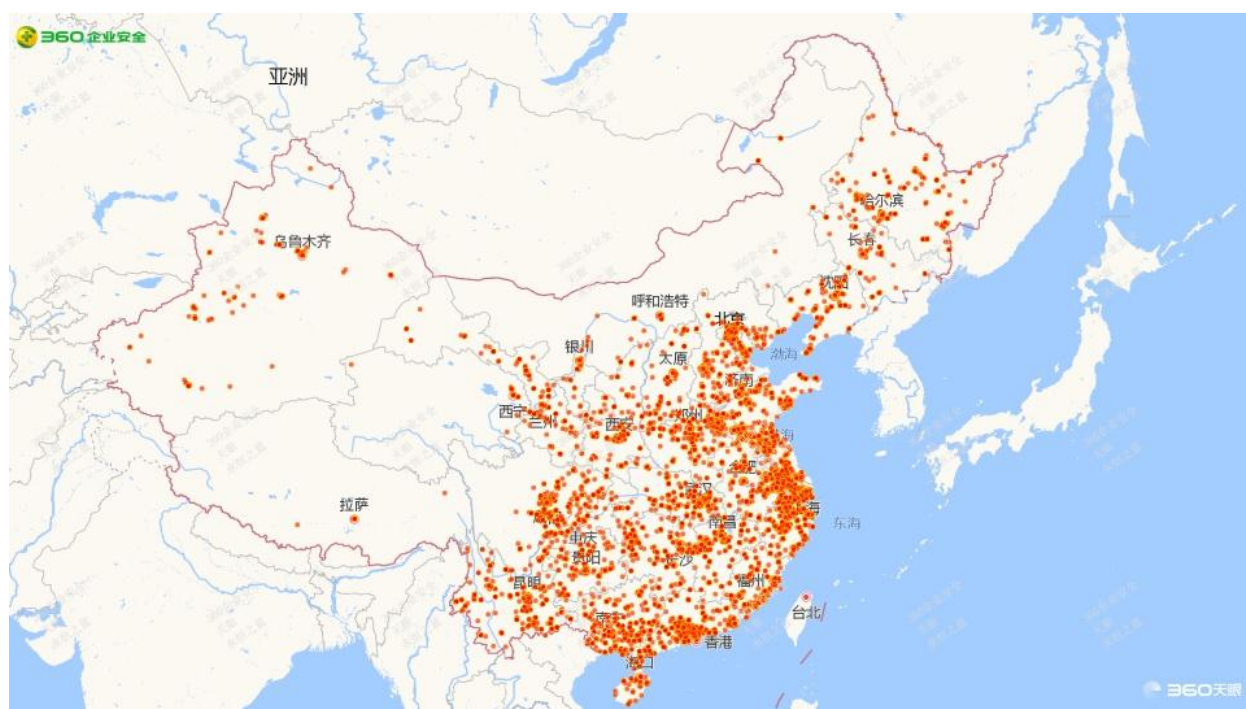 360企业安全
亚洲
哈尔滨
乌鲁木齐
长春
沈阳
呼和浩特
北京
银川
太原
渤海
济南
西宁
兰州
西安
郑州
合肥
拉萨
武汉
上海
东海
南昌
重庆
贵阳
长沙
昆明
福州
台北
南宁
香港
海口
360天眼